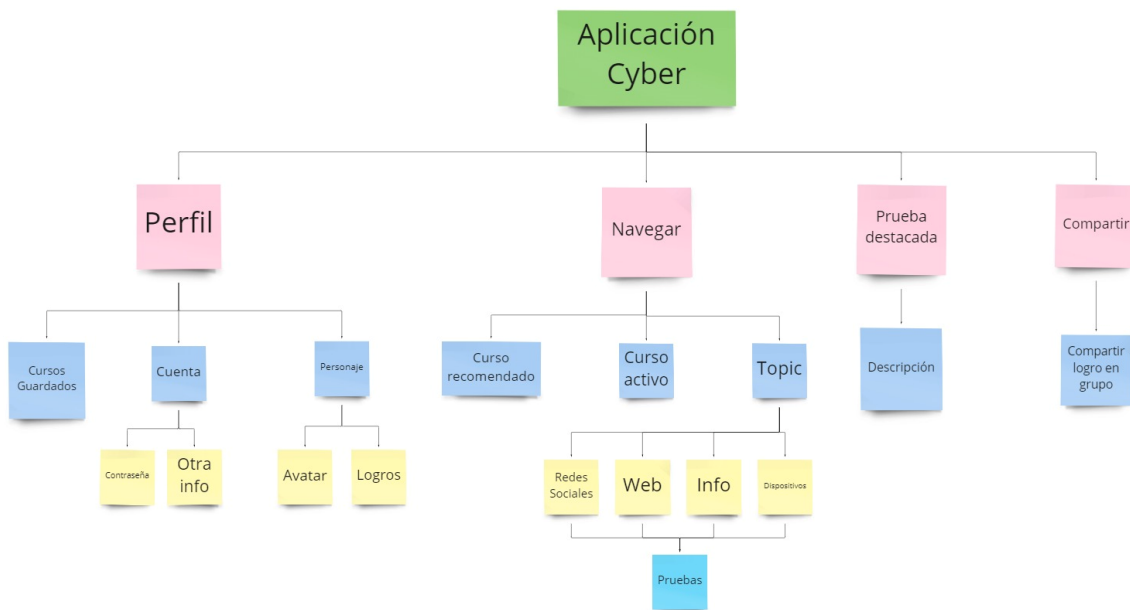 Aplicación
Cyber
Perfil
Navegar
Prueba
destacada
Compartir
Cursos
Guardados
Cuenta
Personaje
Curso
recomendado
Curso
activo
Topic
Descripción
Compartir
logro en
grupo
Contraseña
Otra
info
Avatar
Logros
Redes
Sociales
Web
Info
Dispositivos
Pruebas